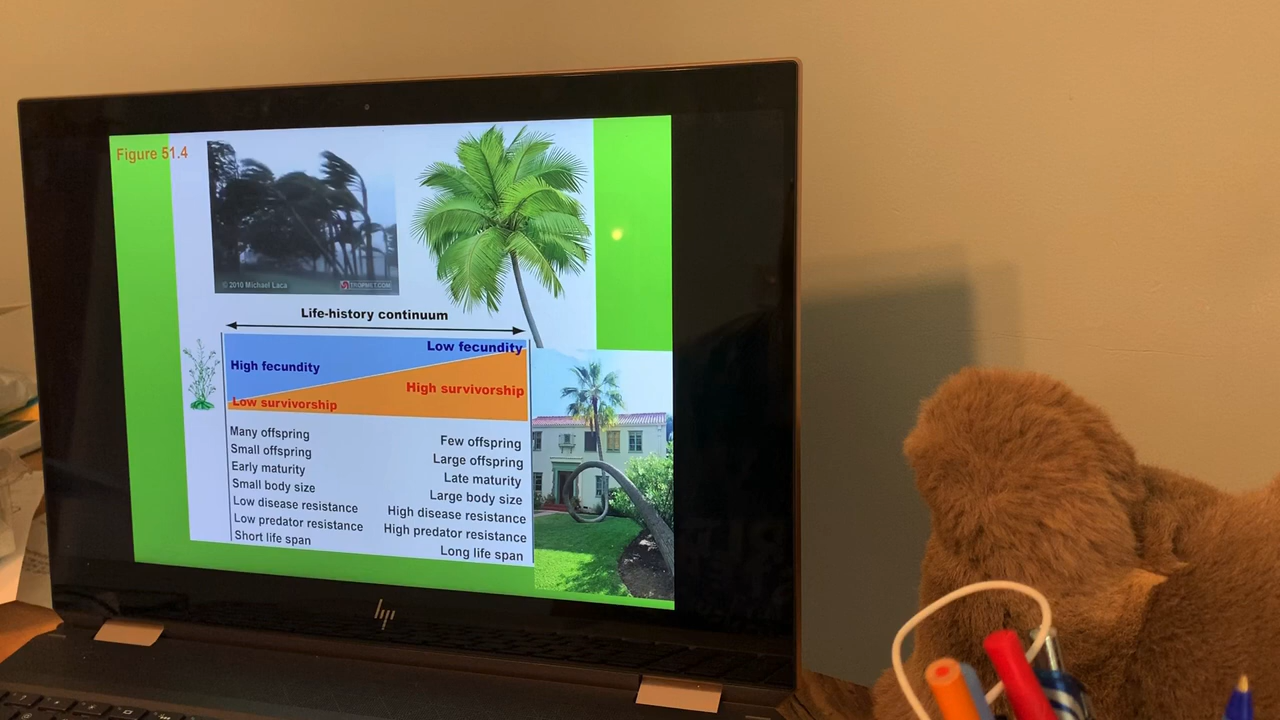 Figure 51.4
© 2010 Michael Laca
TROPMET.COM
Life-history continuum
Low fecundity
High fecundity
High survivorship
Low survivorship
Many offspring
Small offspring
Early maturity
Small body size
Low disease resistance
Low predator resistance
Short life span
Few offspring
Large offspring
Late maturity
Large body size
High disease resistance
High predator resistance
Long life span
hp